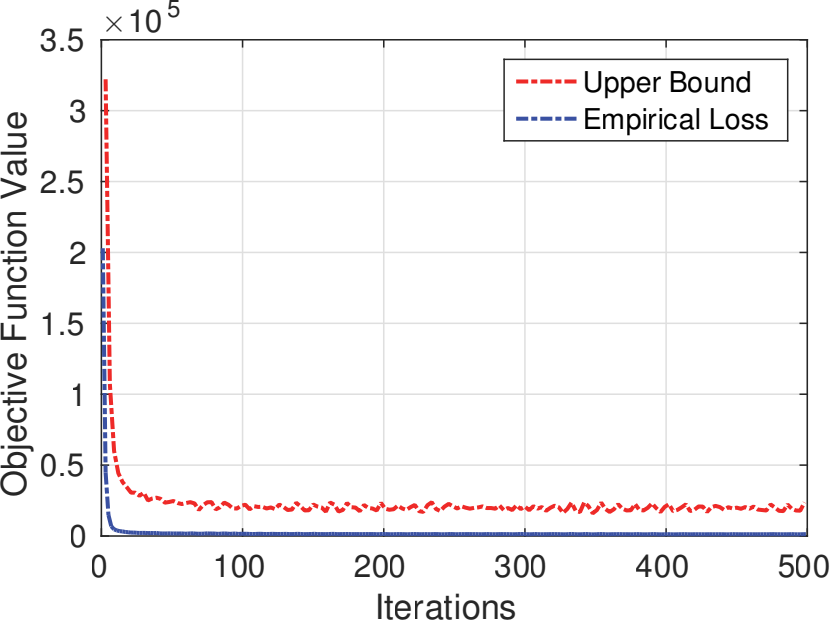 ×10 5
3.5
3
2.5
2
1.5
1
0.5
0
Objective Function Value
Upper Bound
Empirical Loss
0 100 200 300 400 500
Iterations